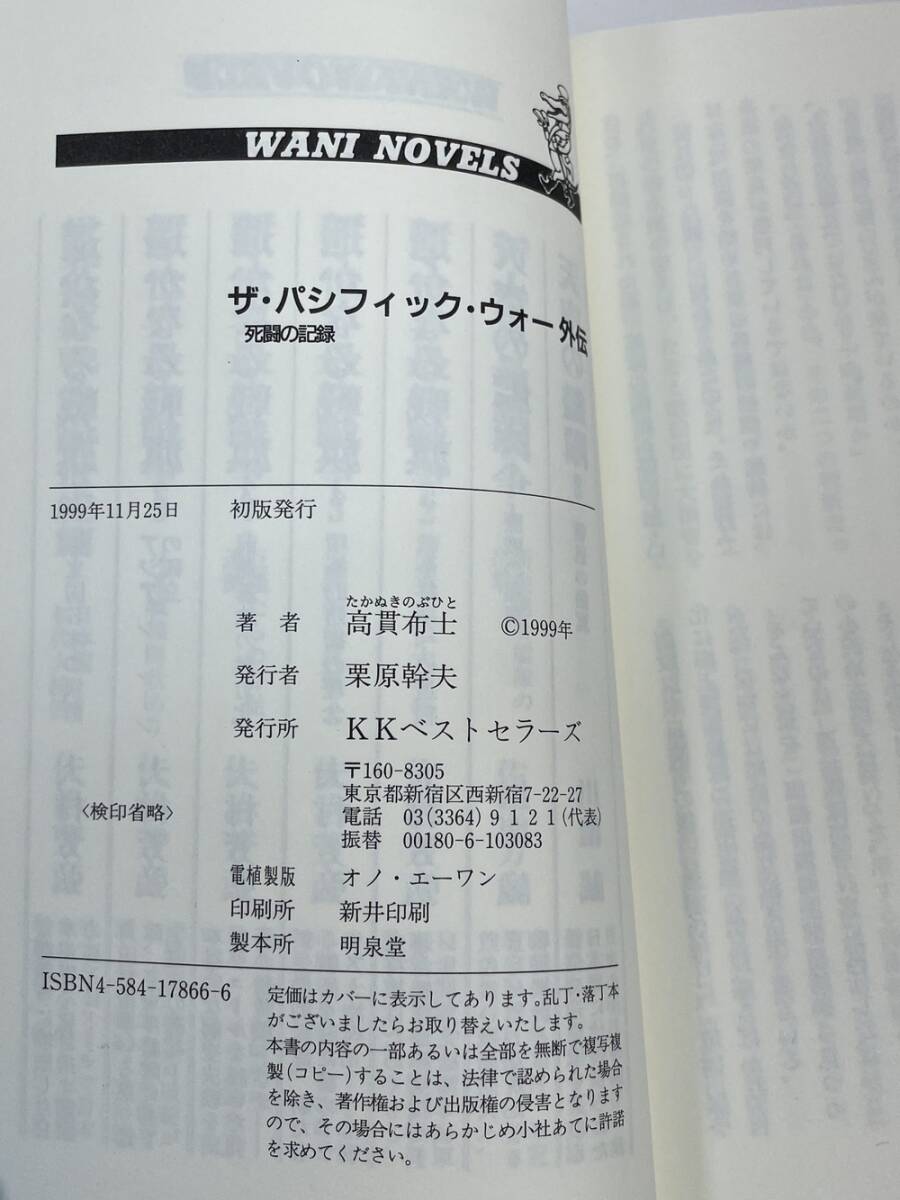 WANI NOVELS
ザ・パシフィック・ウォー外伝
死闘の記録
1999年11月25日 初版発行
たかぬきのぶひと
著者 高貫布士 ©1999年
発行者 栗原幹夫
発行所 KKベストセラーズ
〒160-8305
東京都新宿区西新宿7-22-27
電話 03(3364)9121(代表)
振替 00180-6-103083
〈検印省略〉
電植製版 オノ・エーワン
印刷所 新井印刷
製本所 明泉堂
ISBN4-584-17866-6
定価はカバーに表示してあります。乱丁・落丁本
がございましたらお取り替えいたします。
本書の内容の一部あるいは全部を無断で複写複
製(コピー)することは、法律で認められた場合
を除き、著作権および出版権の侵害となります
ので、その場合にはあらかじめ小社あてに許諾
を求めてください。